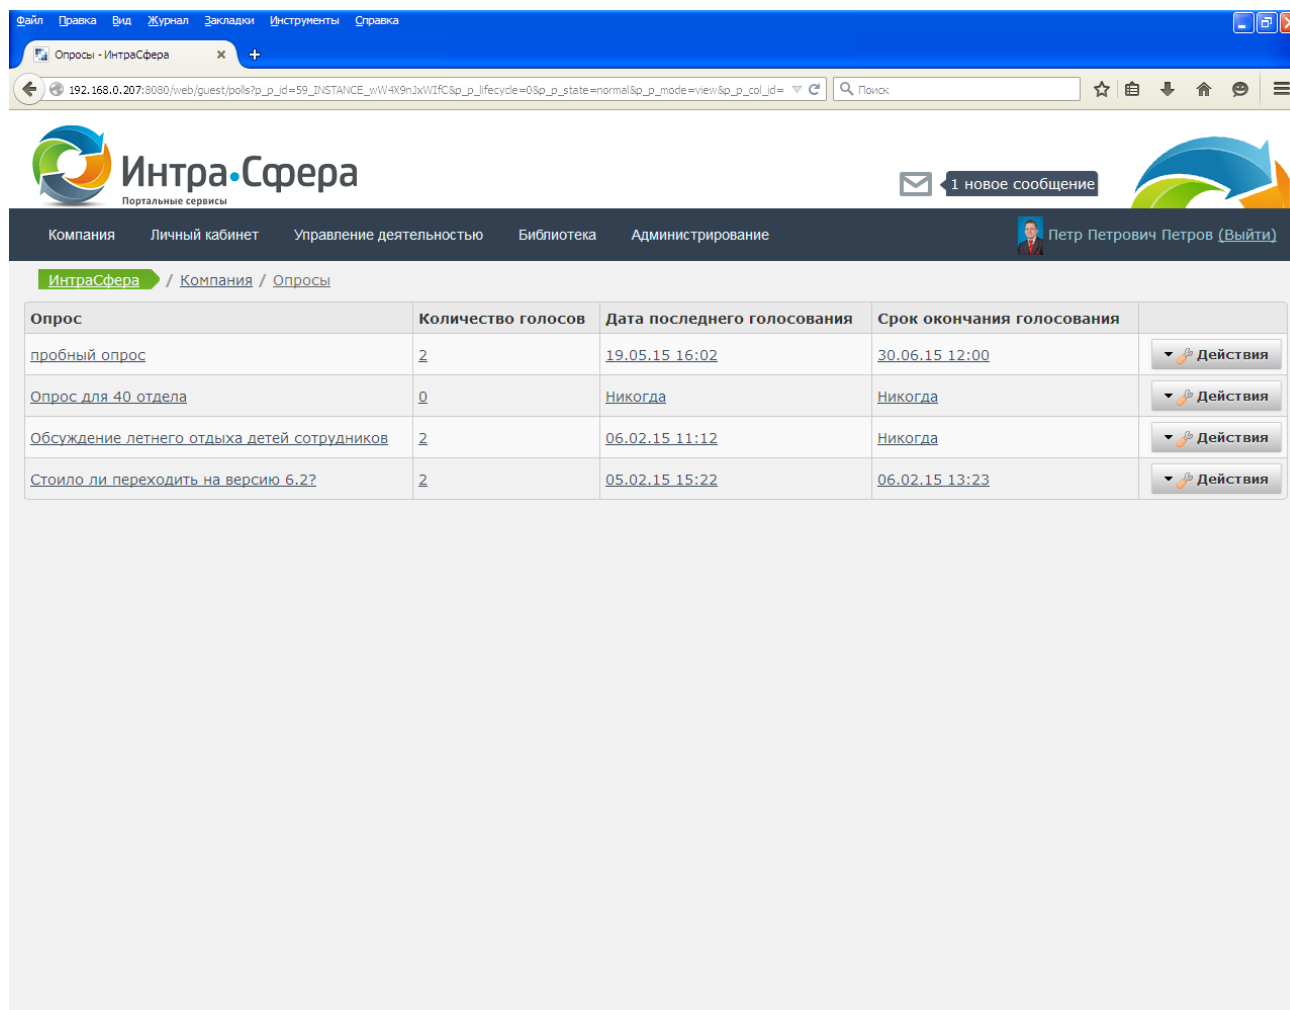 Файл Правка Вид Журнал Закладки Инструменты Справка
Опросы - ИнтраСфера
192.168.0.207:8080/web/guest/polls?p_p_id=59_INSTANCE_wW4X9nJxWIfC&p_p_lifecycle=0&p_p_state=normal&p_p_mode=view&p_p_col_id= Поиск
Интра•Сфера
Портальные сервисы
1 новое сообщение
Компания Личный кабинет Управление деятельностью Библиотека Администрирование Петр Петрович Петров (Выйти)
ИнтраСфера / Компания / Опросы
Опрос Количество голосов Дата последнего голосования Срок окончания голосования
пробный опрос 2 19.05.15 16:02 30.06.15 12:00 Действия
Опрос для 40 отдела 0 Никогда Никогда Действия
Обсуждение летнего отдыха детей сотрудников 2 06.02.15 11:12 Никогда Действия
Стоило ли переходить на версию 6.2? 2 05.02.15 15:22 06.02.15 13:23 Действия